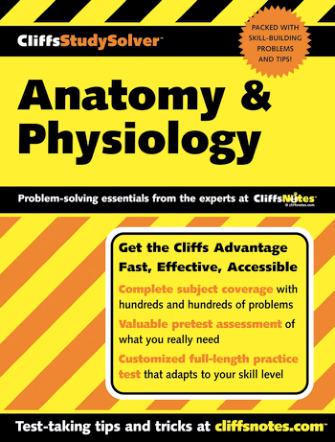 CliffsStudySolver™
PACKED WITH
SKILL-BUILDING
PROBLEMS
AND TIPS!
Anatomy &
Physiology
Problem-solving essentials from the experts at CliffsNotes™
@ cliffsnotes.com
Get the Cliffs Advantage
Fast, Effective, Accessible
Complete subject coverage with
hundreds and hundreds of problems
Valuable pretest assessment of
what you really need
Customized full-length practice
test that adapts to your skill level
Test-taking tips and tricks at cliffsnotes.com™